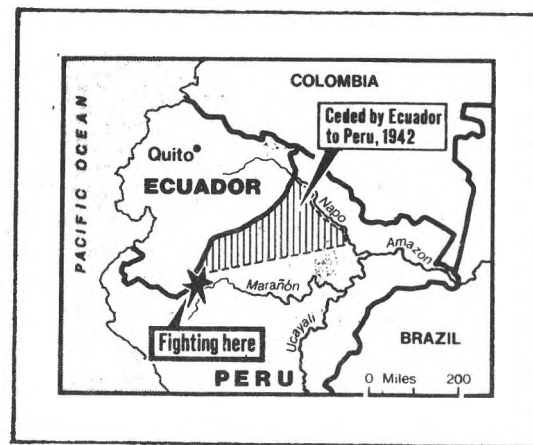 COLOMBIA
PACIFIC OCEAN
Ceded by Ecuador
to Peru, 1942
Quito
ECUADOR
Napo
Amazon
Marañón
Fighting here
Ucayali
BRAZIL
PERU
0 Miles 200